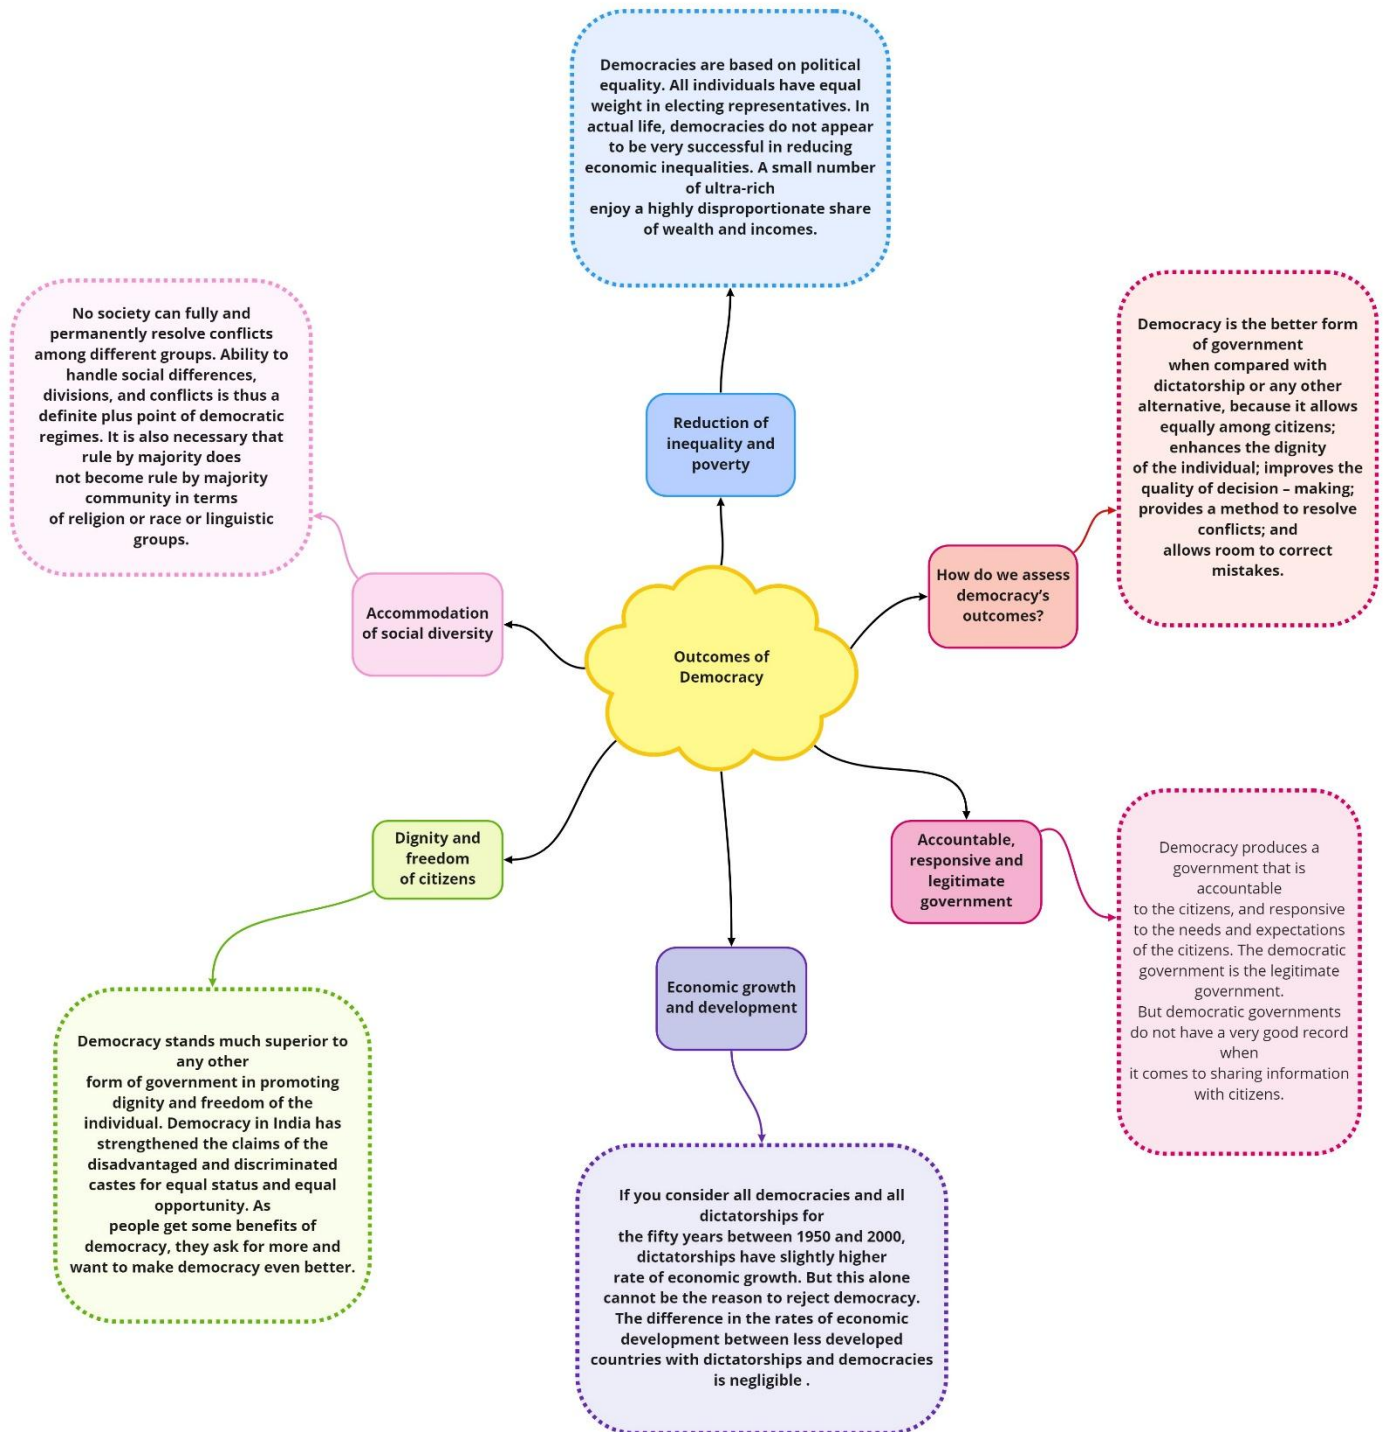 Democracies are based on political
equality. All individuals have equal
weight in electing representatives. In
actual life, democracies do not appear
to be very successful in reducing
economic inequalities. A small number
of ultra-rich
enjoy a highly disproportionate share
of wealth and incomes.
Reduction of
inequality and
poverty
No society can fully and
permanently resolve conflicts
among different groups. Ability to
handle social differences,
divisions, and conflicts is thus a
definite plus point of democratic
regimes. It is also necessary that
rule by majority does
not become rule by majority
community in terms
of religion or race or linguistic
groups.
Accommodation
of social diversity
Democracy is the better form
of government
when compared with
dictatorship or any other
alternative, because it allows
equally among citizens;
enhances the dignity
of the individual; improves the
quality of decision – making;
provides a method to resolve
conflicts; and
allows room to correct
mistakes.
How do we assess
democracy’s
outcomes?
Outcomes of
Democracy
Dignity and
freedom
of citizens
Accountable,
responsive and
legitimate
government
Democracy produces a
government that is
accountable
to the citizens, and responsive
to the needs and expectations
of the citizens. The democratic
government is the legitimate
government.
But democratic governments
do not have a very good record
when
it comes to sharing information
with citizens.
Economic growth
and development
Democracy stands much superior to
any other
form of government in promoting
dignity and freedom of the
individual. Democracy in India has
strengthened the claims of the
disadvantaged and discriminated
castes for equal status and equal
opportunity. As
people get some benefits of
democracy, they ask for more and
want to make democracy even better.
If you consider all democracies and all
dictatorships for
the fifty years between 1950 and 2000,
dictatorships have slightly higher
rate of economic growth. But this alone
cannot be the reason to reject democracy.
The difference in the rates of economic
development between less developed
countries with dictatorships and democracies
is negligible .